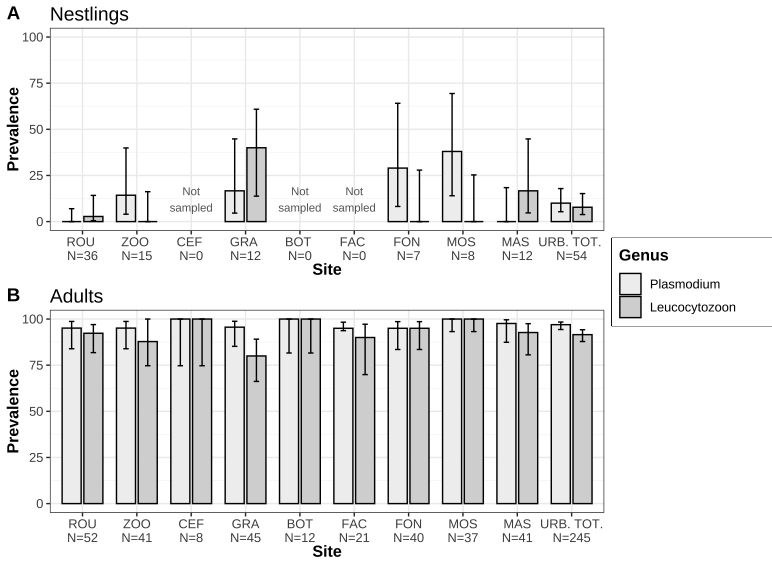 A Nestlings
Prevalence
100
75
50
25
0
Not Not Not
sampled sampled sampled
ROU ZOO CEF GRA BOT FAC FON MOS MAS URB. TOT.
N=36 N=15 N=0 N=12 N=0 N=0 N=7 N=8 N=12 N=54
Site
Genus
Plasmodium
Leucocytozoon
B Adults
Prevalence
100
75
50
25
0
ROU ZOO CEF GRA BOT FAC FON MOS MAS URB. TOT.
N=52 N=41 N=8 N=45 N=12 N=21 N=40 N=37 N=41 N=245
Site